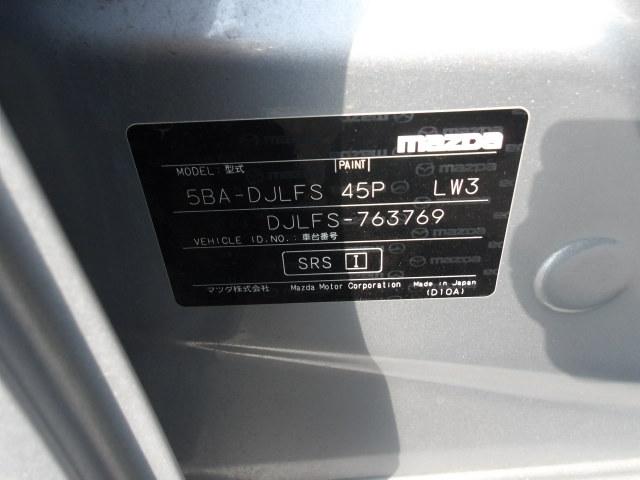 mazda
MODEL:型式 PAINT
5BA-DJLFS 45P LW3
DJLFS-763769
VEHICLE ID.NO.:車台番号
SRS I
マツダ株式会社 Mazda Motor Corporation Made in Japan
(D10A)